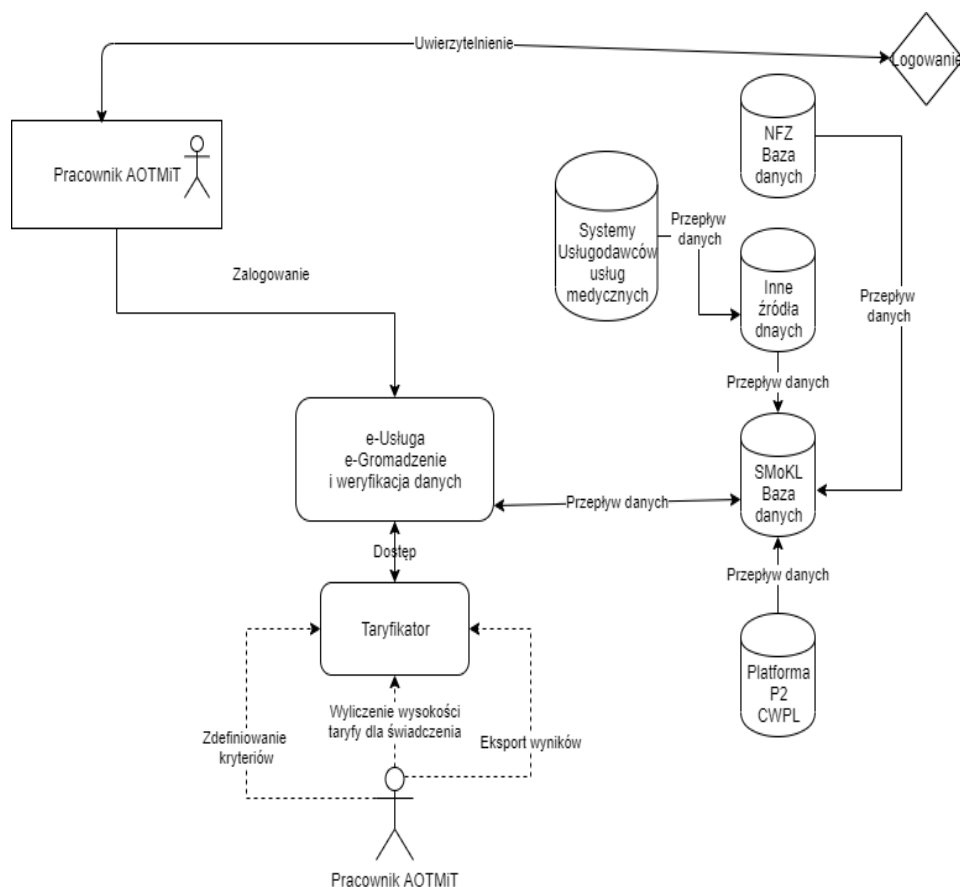 Uwierzytelnienie
Logowanie
Pracownik AOTMiT
NFZ
Baza
danych
Systemy
Usługodawców
usług
medycznych
Przepływ
danych
Inne
źródła
dnaych
Przepływ
danych
Zalogowanie
Przepływ danych
e-Usługa
e-Gromadzenie
i weryfikacja danych
SMoKL
Baza
danych
Przepływ danych
Dostęp
Przepływ danych
Taryfikator
Platforma
P2
CWPL
Zdefiniowanie
kryteriów
Wyliczenie wysokości
taryfy dla świadczenia
Eksport wyników
Pracownik AOTMiT